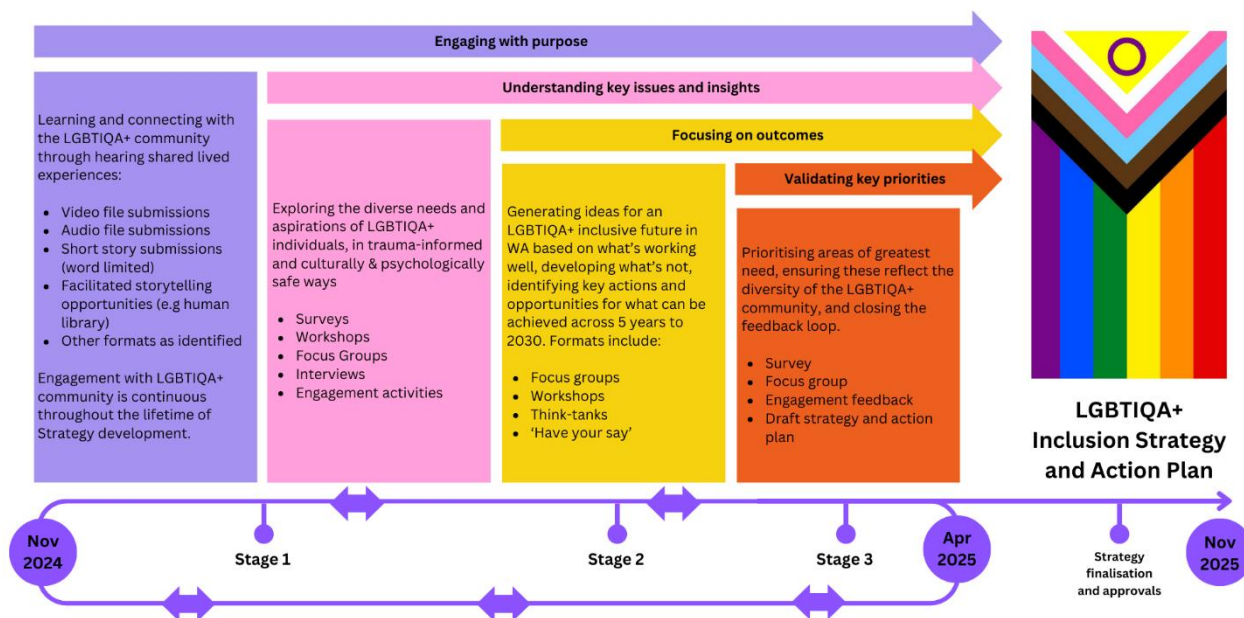 Engaging with purpose
Learning and connecting with
the LGBTIQA+ community
through hearing shared lived
experiences:
• Video file submissions
• Audio file submissions
• Short story submissions
(word limited)
• Facilitated storytelling
opportunities (e.g human
library)
• Other formats as identified
Engagement with LGBTIQA+
community is continuous
throughout the lifetime of
Strategy development.
Understanding key issues and insights
Exploring the diverse needs and
aspirations of LGBTIQA+
individuals, in trauma-informed
and culturally & psychologically
safe ways
• Surveys
• Workshops
• Focus Groups
• Interviews
• Engagement activities
Focusing on outcomes
Generating ideas for an
LGBTIQA+ inclusive future in
WA based on what’s working
well, developing what’s not,
identifying key actions and
opportunities for what can be
achieved across 5 years to
2030. Formats include:
• Focus groups
• Workshops
• Think-tanks
• ‘Have your say’
Validating key priorities
Prioritising areas of greatest
need, ensuring these reflect the
diversity of the LGBTIQA+
community, and closing the
feedback loop.
• Survey
• Focus group
• Engagement feedback
• Draft strategy and action
plan
LGBTIQA+
Inclusion Strategy
and Action Plan
Nov
2024
Stage 1
Stage 2
Stage 3
Apr
2025
Strategy
finalisation
and approvals
Nov
2025